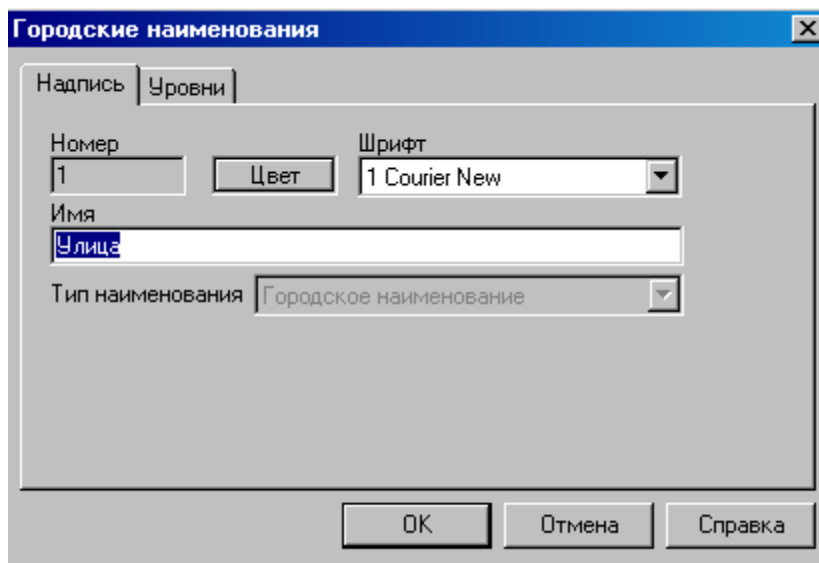 Городские наименования
Надпись Уровни
Номер Шрифт
1 Цвет 1 Courier New
Имя
Улица
Тип наименования Городское наименование
OK Отмена Справка